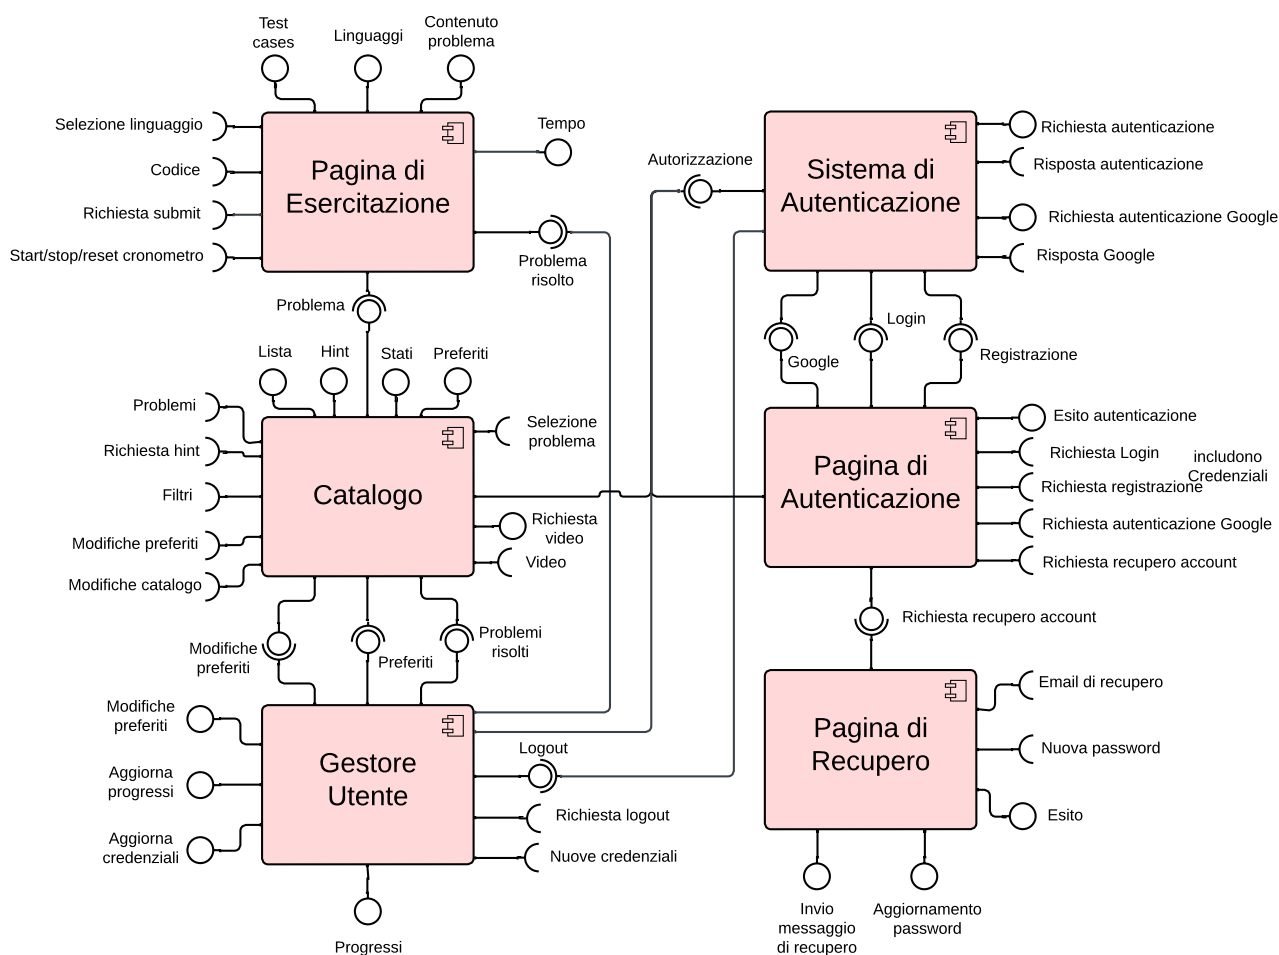 Test
cases
Linguaggi
Contenuto
problema
Selezione linguaggio
Codice
Richiesta submit
Start/stop/reset cronometro
Pagina di
Esercitazione
Tempo
Problema
risolto
Problema
Autorizzazione
Sistema di
Autenticazione
Richiesta autenticazione
Risposta autenticazione
Richiesta autenticazione Google
Risposta Google
Google
Login
Registrazione
Lista
Hint
Stati
Preferiti
Problemi
Richiesta hint
Filtri
Modifiche preferiti
Modifiche catalogo
Catalogo
Selezione
problema
Richiesta
video
Video
Pagina di
Autenticazione
Esito autenticazione
Richiesta Login
includono
Credenziali
Richiesta registrazione
Richiesta autenticazione Google
Richiesta recupero account
Modifiche
preferiti
Preferiti
Problemi
risolti
Richiesta recupero account
Modifiche
preferiti
Aggiorna
progressi
Aggiorna
credenziali
Gestore
Utente
Logout
Richiesta logout
Nuove credenziali
Progressi
Pagina di
Recupero
Email di recupero
Nuova password
Esito
Invio
messaggio
di recupero
Aggiornamento
password